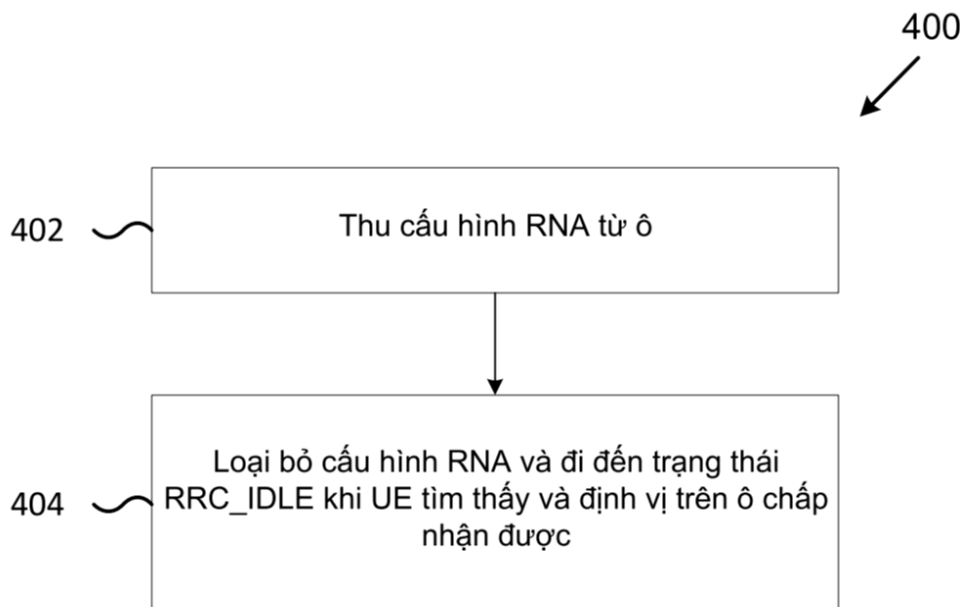 400
402
Thu cấu hình RNA từ ô
404
Loại bỏ cấu hình RNA và đi đến trạng thái
RRC_IDLE khi UE tìm thấy và định vị trên ô chấp
nhận được